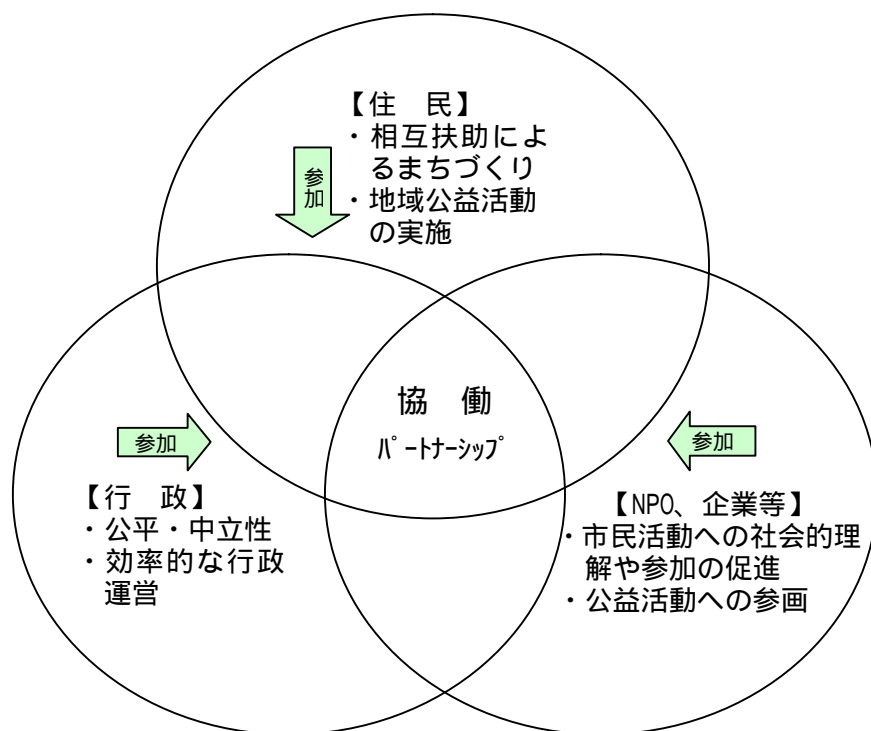 【住　民】
・相互扶助によ
るまちづくり
・地域公益活動
の実施
参加
協　働
ﾊﾟｰﾄﾅｰｼｯﾌﾟ
参加
【行　政】
・公平・中立性
・効率的な行政
運営
参加
【NPO、企業等】
・市民活動への社会的理
解や参加の促進
・公益活動への参画